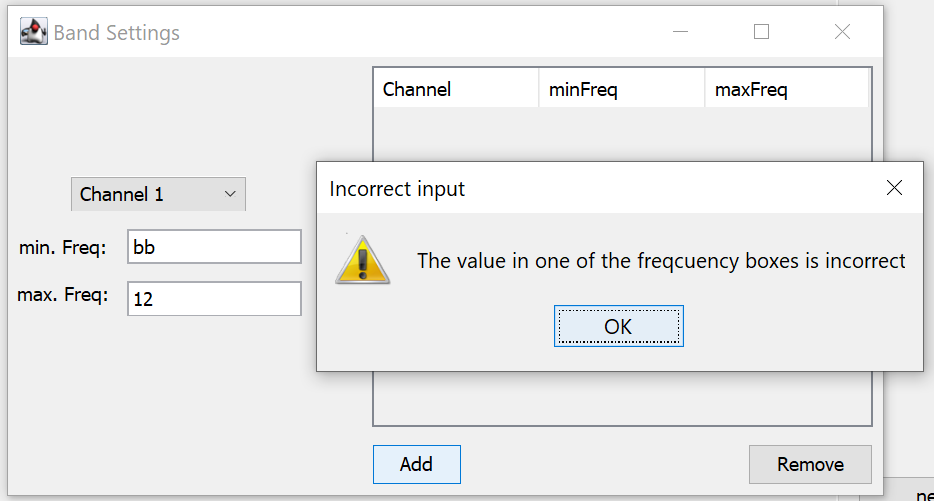 Band Settings
Channel minFreq maxFreq
Incorrect input
Channel 1
min. Freq: bb
The value in one of the freqcuency boxes is incorrect
max. Freq: 12
OK
Add Remove
ne